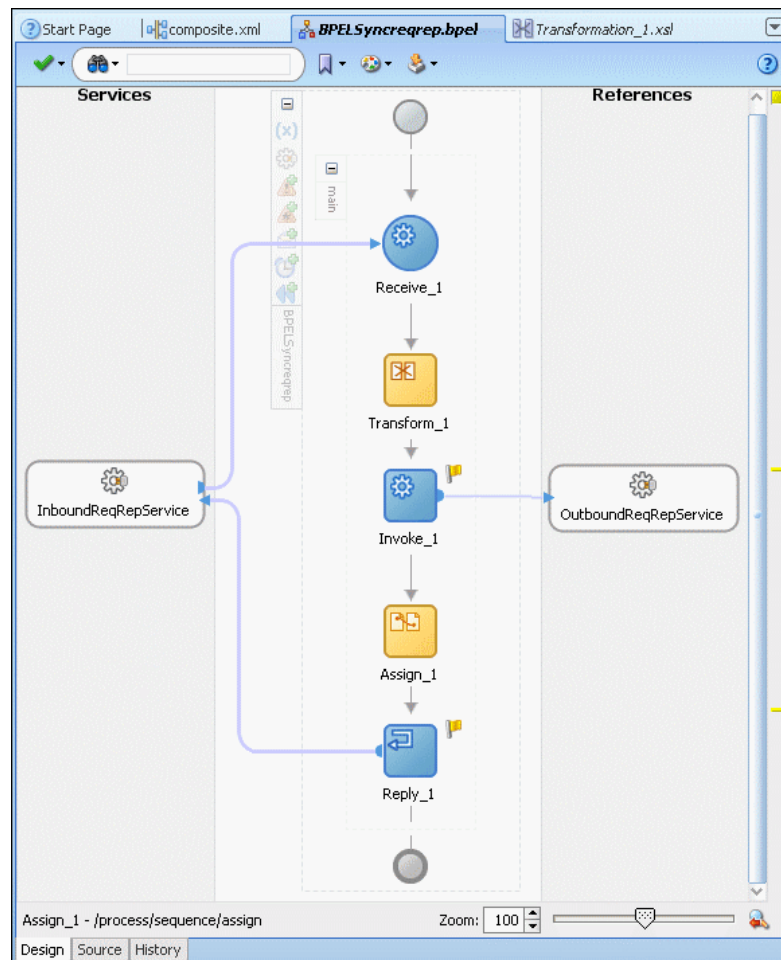 Start Page composite.xml BPELSyncreqrep.bpel Transformation_1.xsl
Services References
(x)
main
Receive_1
BPELSyncreqrep
Transform_1
InboundReqRepService OutboundReqRepService
Invoke_1
Assign_1
Reply_1
Assign_1 - /process/sequence/assign Zoom: 100
Design Source History